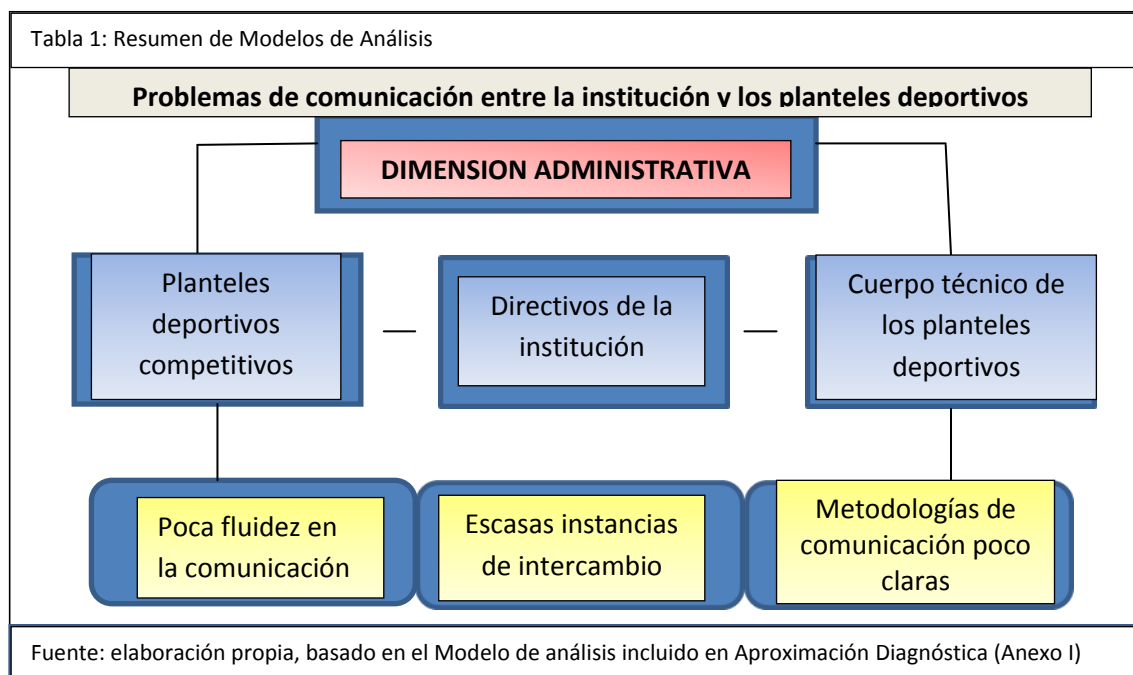 Tabla 1: Resumen de Modelos de Análisis
Problemas de comunicación entre la institución y los planteles deportivos
DIMENSION ADMINISTRATIVA
Planteles
deportivos
competitivos
Directivos de la
institución
Cuerpo técnico de
los planteles
deportivos
Poca fluidez en
la comunicación
Escasas instancias
de intercambio
Metodologías de
comunicación poco
claras
Fuente: elaboración propia, basado en el Modelo de análisis incluido en Aproximación Diagnóstica (Anexo I)